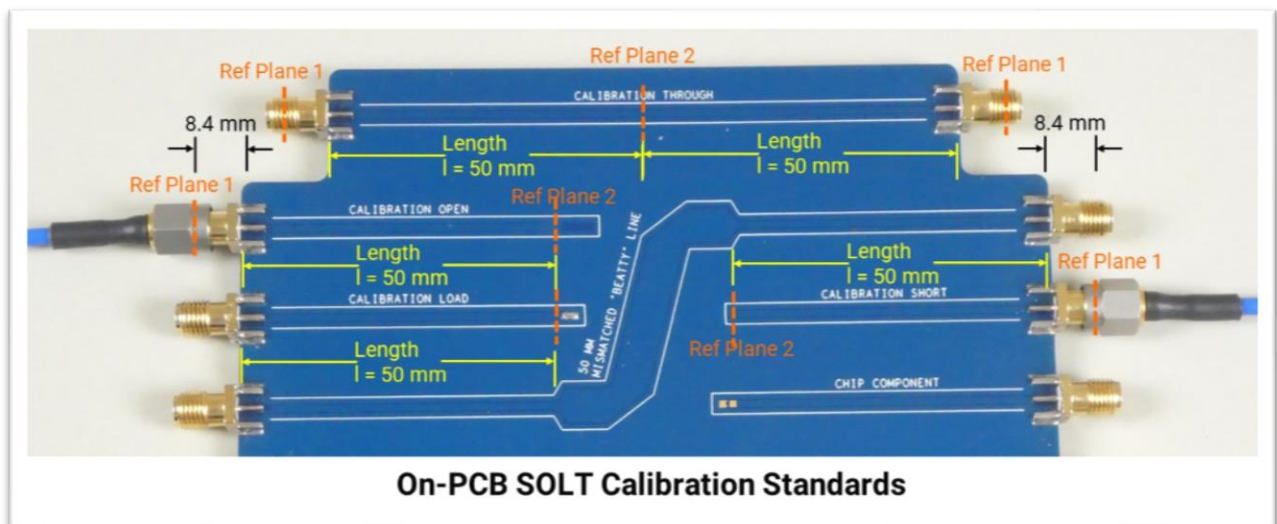 Ref Plane 2
Ref Plane 1
Ref Plane 1
CALIBRATION THROUGH
8.4 mm
8.4 mm
Length
l = 50 mm
Length
l = 50 mm
Ref Plane 1
Ref Plane 2
CALIBRATION OPEN
Length
l = 50 mm
50 MM
MISMATCHED "BEATTY" LINE
Length
l = 50 mm
Ref Plane 1
CALIBRATION LOAD
CALIBRATION SHORT
Ref Plane 2
Length
l = 50 mm
CHIP COMPONENT
On-PCB SOLT Calibration Standards